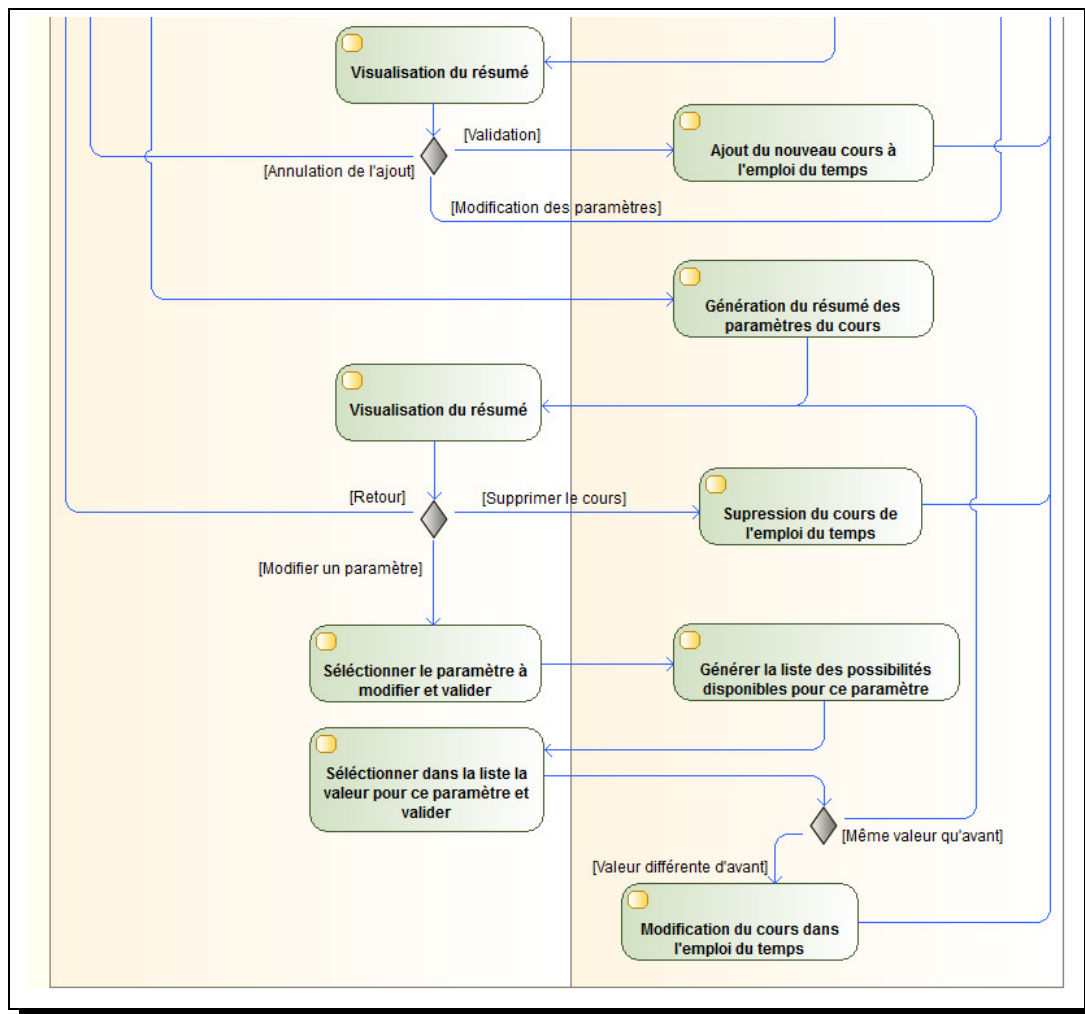 Visualisation du résumé
[Validation]
Ajout du nouveau cours à
l'emploi du temps
[Annulation de l'ajout]
[Modification des paramètres]
Génération du résumé des
paramètres du cours
Visualisation du résumé
[Retour]
[Supprimer le cours]
Supression du cours de
l'emploi du temps
[Modifier un paramètre]
Séléctionner le paramètre à
modifier et valider
Générer la liste des possibilités
disponibles pour ce paramètre
Séléctionner dans la liste la
valeur pour ce paramètre et
valider
[Même valeur qu'avant]
[Valeur différente d'avant]
Modification du cours dans
l'emploi du temps